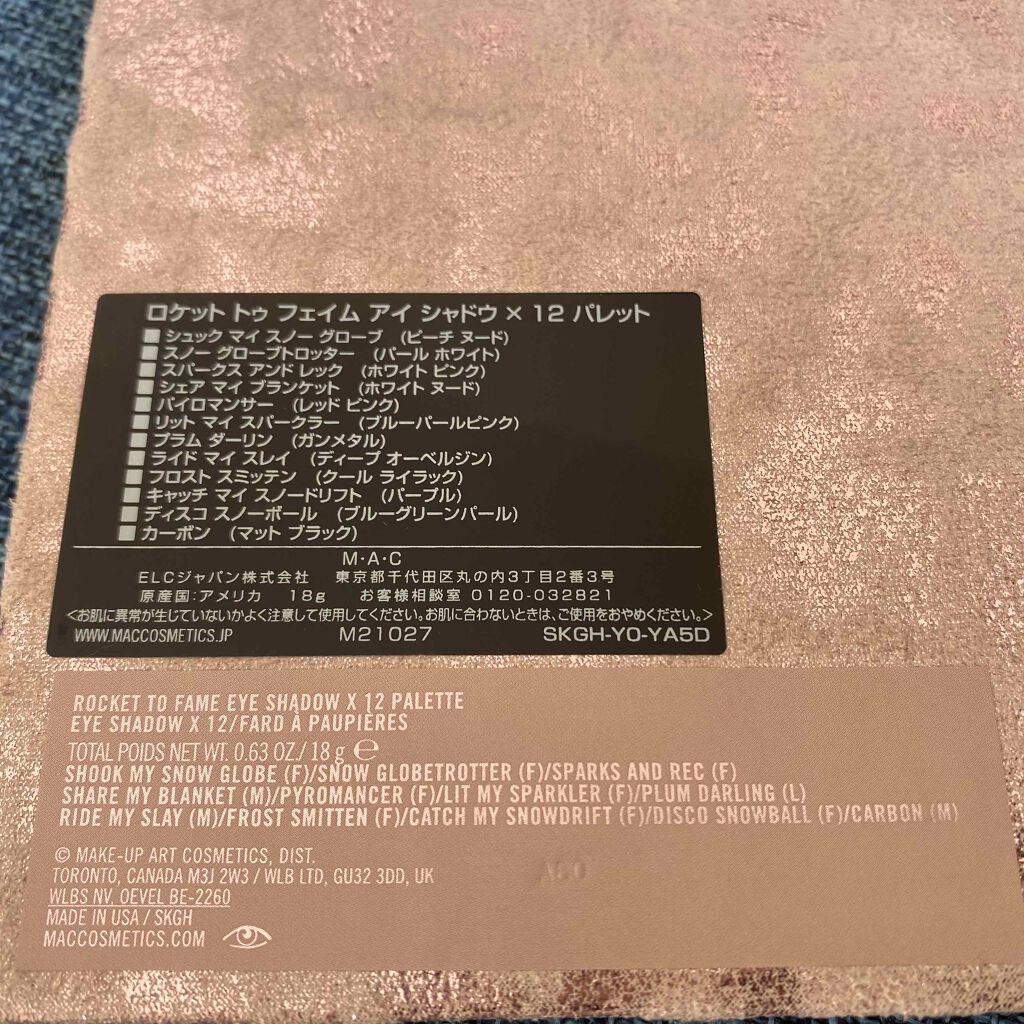 ロケット トゥ フェイム アイ シャドウ × 12 パレット
シュック マイ スノー グローブ (ピーチ ヌード)
スノー グローブトロッター (パール ホワイト)
スパークス アンド レック (ホワイト ピンク)
シェア マイ ブランケット (ホワイト ヌード)
パイロマンサー (レッド ピンク)
リット マイ スパークラー (ブルーパールピンク)
プラム ダーリン (ガンメタル)
ライド マイ スレイ (ディープ オーベルジン)
フロスト スミッテン (クール ライラック)
キャッチ マイ スノードリフト (パープル)
ディスコ スノーボール (ブルーグリーンパール)
カーボン (マット ブラック)
M・A・C
ELCジャパン株式会社 東京都千代田区丸の内3丁目2番3号
原産国:アメリカ 18g お客様相談室 0120-032821
<お肌に異常が生じていないかよく注意して使用してください。お肌に合わないときは、ご使用をおやめください。>
WWW.MACCOSMETICS.JP M21027 SKGH-Y0-YA5D
ROCKET TO FAME EYE SHADOW X 12 PALETTE
EYE SHADOW X 12/FARD À PAUPIÈRES
TOTAL POIDS NET WT. 0.63 OZ./18 g ℮
SHOOK MY SNOW GLOBE (F)/SNOW GLOBETROTTER (F)/SPARKS AND REC (F)
SHARE MY BLANKET (M)/PYROMANCER (F)/LIT MY SPARKLER (F)/PLUM DARLING (L)
RIDE MY SLAY (M)/FROST SMITTEN (F)/CATCH MY SNOWDRIFT (F)/DISCO SNOWBALL (F)/CARBON (M)
© MAKE-UP ART COSMETICS, DIST.
TORONTO, CANADA M3J 2W3 / WLB LTD, GU32 3DD, UK
WLBS NV, OEVEL BE-2260
MADE IN USA / SKGH
MACCOSMETICS.COM